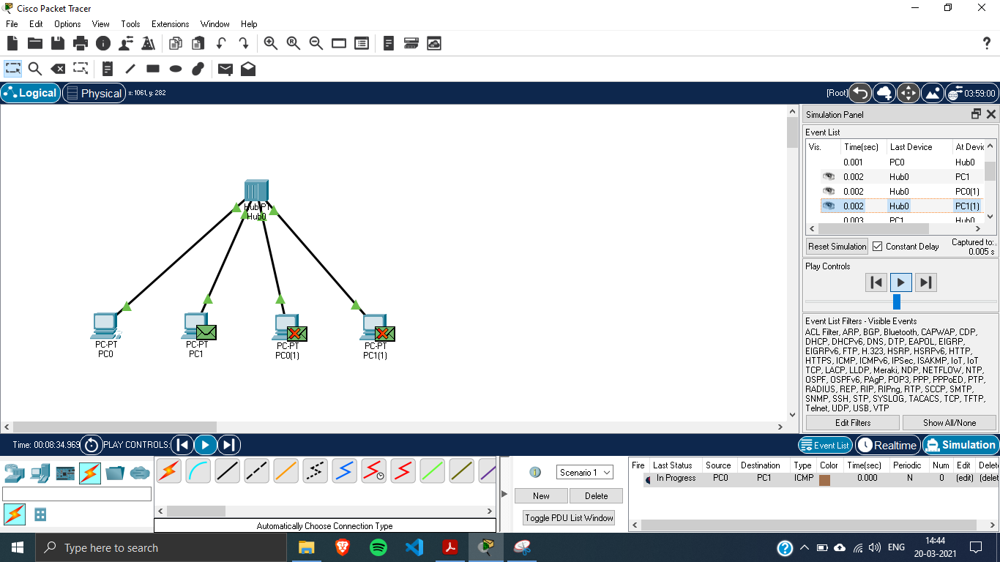 Cisco Packet Tracer
File Edit Options View Tools Extensions Window Help
Logical Physical x: 1061, y: 282
[Root] 03:59:00
Hub-PT
Hub0
PC-PT
PC0
PC-PT
PC1
PC-PT
PC0(1)
PC-PT
PC1(1)
Simulation Panel
Event List
Vis. Time(sec) Last Device At Devic
0.001 PC0 Hub0
0.002 Hub0 PC1
0.002 Hub0 PC0(1)
0.002 Hub0 PC1(1)
0.003 PC1 Hub0
Reset Simulation Constant Delay Captured to:
0.005 s
Play Controls
Event List Filters - Visible Events
ACL Filter, ARP, BGP, Bluetooth, CAPWAP, CDP,
DHCP, DHCPv6, DNS, DTP, EAPOL, EIGRP,
EIGRPv6, FTP, H.323, HSRP, HSRPv6, HTTP,
HTTPS, ICMP, ICMPv6, IPSec, ISAKMP, IoT, IoT
TCP, LACP, LLDP, Meraki, NDP, NETFLOW, NTP,
OSPF, OSPFv6, PAgP, POP3, PPP, PPPoED, PTP,
RADIUS, REP, RIP, RIPng, RTP, SCCP, SMTP,
SNMP, SSH, STP, SYSLOG, TACACS, TCP, TFTP,
Telnet, UDP, USB, VTP
Edit Filters Show All/None
Time: 00:08:34.969 PLAY CONTROLS:
Event List Realtime Simulation
Automatically Choose Connection Type
Scenario 1
New Delete
Toggle PDU List Window
Fire Last Status Source Destination Type Color Time(sec) Periodic Num Edit Delete
In Progress PC0 PC1 ICMP 0.000 N 0 (edit) (delet
Type here to search
ENG
14:44
20-03-2021